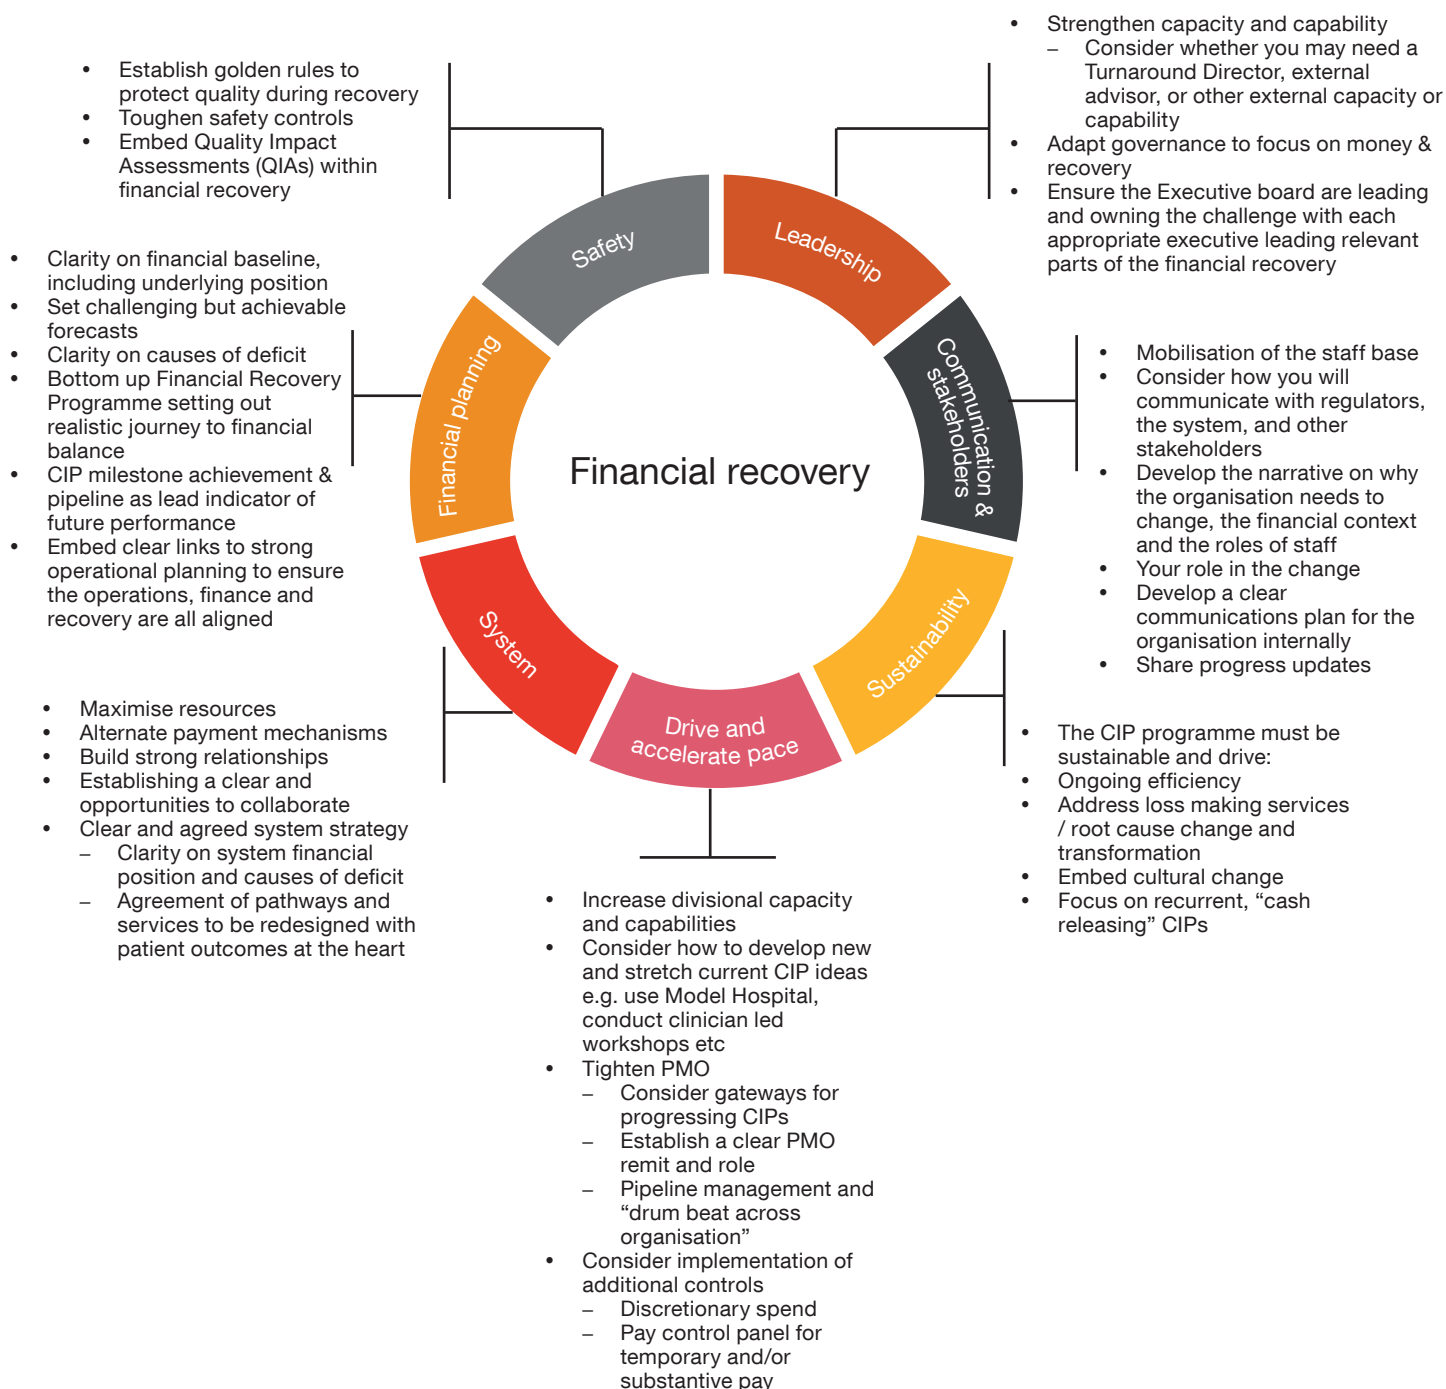 • Establish golden rules to
protect quality during recovery
• Toughen safety controls
• Embed Quality Impact
Assessments (QIAs) within
financial recovery
• Strengthen capacity and capability
– Consider whether you may need a
Turnaround Director, external
advisor, or other external capacity or
capability
• Adapt governance to focus on money &
recovery
• Ensure the Executive board are leading
and owning the challenge with each
appropriate executive leading relevant
parts of the financial recovery
Safety
Leadership
• Clarity on financial baseline,
including underlying position
• Set challenging but achievable
forecasts
• Clarity on causes of deficit
• Bottom up Financial Recovery
Programme setting out
realistic journey to financial
balance
• CIP milestone achievement &
pipeline as lead indicator of
future performance
• Embed clear links to strong
operational planning to ensure
the operations, finance and
recovery are all aligned
Financial planning
Financial recovery
Communication &
stakeholders
• Mobilisation of the staff base
• Consider how you will
communicate with regulators,
the system, and other
stakeholders
• Develop the narrative on why
the organisation needs to
change, the financial context
and the roles of staff
• Your role in the change
• Develop a clear
communications plan for the
organisation internally
• Share progress updates
System
Drive and
accelerate pace
Sustainability
• Maximise resources
• Alternate payment mechanisms
• Build strong relationships
• Establishing a clear and
opportunities to collaborate
• Clear and agreed system strategy
– Clarity on system financial
position and causes of deficit
– Agreement of pathways and
services to be redesigned with
patient outcomes at the heart
• The CIP programme must be
sustainable and drive:
• Ongoing efficiency
• Address loss making services
/ root cause change and
transformation
• Embed cultural change
• Focus on recurrent, “cash
releasing” CIPs
• Increase divisional capacity
and capabilities
• Consider how to develop new
and stretch current CIP ideas
e.g. use Model Hospital,
conduct clinician led
workshops etc
• Tighten PMO
– Consider gateways for
progressing CIPs
– Establish a clear PMO
remit and role
– Pipeline management and
“drum beat across
organisation”
• Consider implementation of
additional controls
– Discretionary spend
– Pay control panel for
temporary and/or
substantive pay